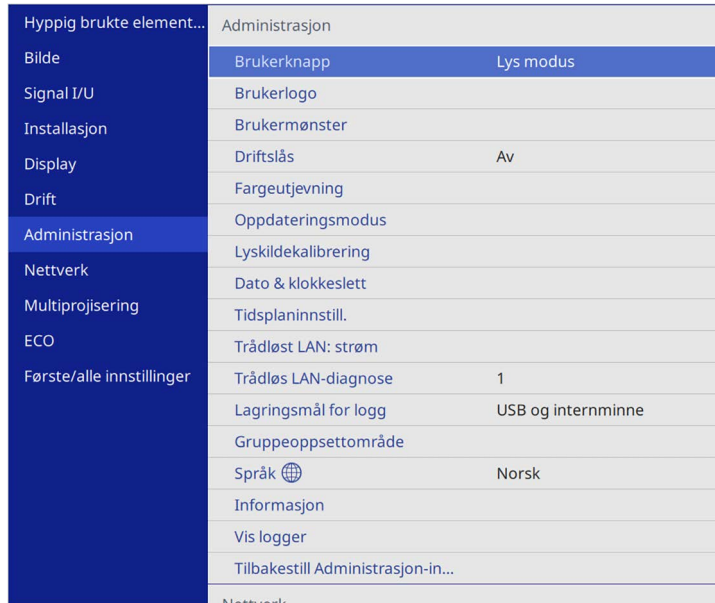 Hyppig brukte element...
Bilde
Signal I/U
Installasjon
Display
Drift
Administrasjon
Nettverk
Multiprojisering
ECO
Første/alle innstillinger
Administrasjon
Brukerknapp Lys modus
Brukerlogo
Brukermønster
Driftslås Av
Fargeutjevning
Oppdateringsmodus
Lyskildekalibrering
Dato & klokkeslett
Tidsplaninnstill.
Trådløst LAN: strøm
Trådløs LAN-diagnose 1
Lagringsmål for logg USB og internminne
Gruppeoppsettområde
Språk Norsk
Informasjon
Vis logger
Tilbakestill Administrasjon-in...
Nettverk